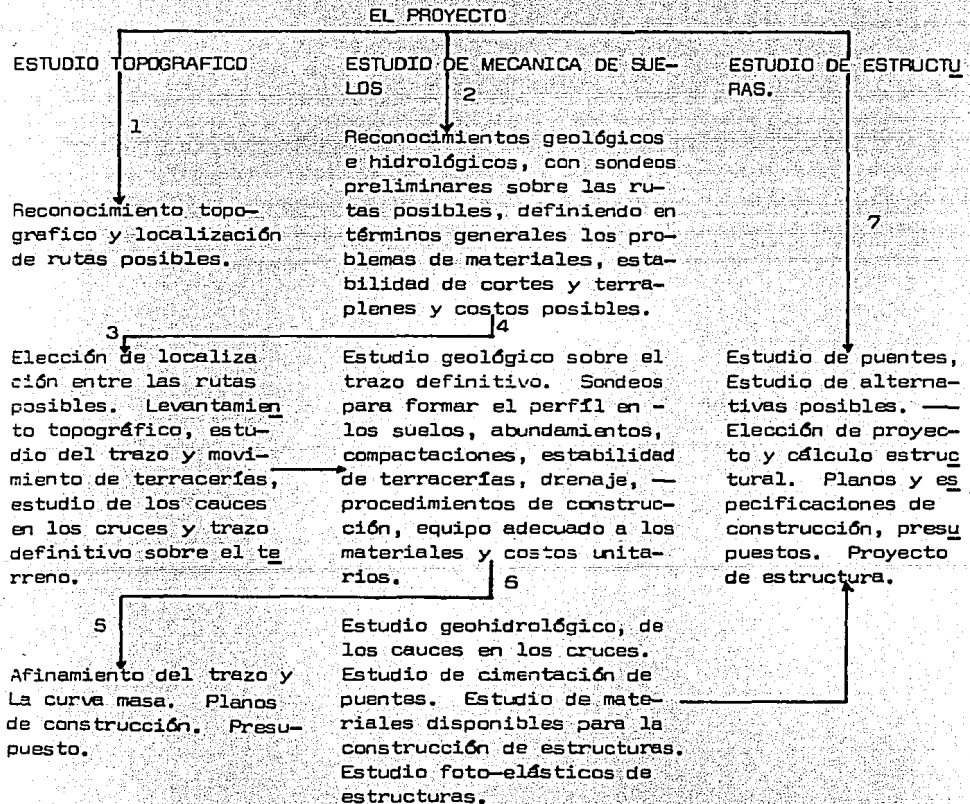 EL PROYECTO
ESTUDIO TOPOGRAFICO
1
Reconocimiento topo-
grafico y localización
de rutas posibles.
3
Elección de localiza
ción entre las rutas
posibles. Levantamien
to topográfico, estu-
dio del trazo y movi-
miento de terracerías,
estudio de los cauces
en los cruces y trazo
definitivo sobre el te
rreno.
5
Afinamiento del trazo y
La curva masa. Planos
de construcción. Presu-
puesto.
ESTUDIO DE MECANICA DE SUE-
LOS
2
Reconocimientos geológicos
e hidrológicos, con sondeos
preliminares sobre las ru-
tas posibles, definiendo en
términos generales los pro-
blemas de materiales, esta-
bilidad de cortes y terra-
plenes y costos posibles.
4
Estudio geológico sobre el
trazo definitivo. Sondeos
para formar el perfíl en -
los suelos, abundamientos,
compactaciones, estabilidad
de terracerías, drenaje, —
procedimientos de construc-
ción, equipo adecuado a los
materiales y costos unita-
rios.
6
Estudio geohidrológico, de
los cauces en los cruces.
Estudio de cimentación de
puentes. Estudio de mate-
riales disponibles para la
construcción de estructuras.
Estudio foto-elásticos de
estructuras.
ESTUDIO DE ESTRUCTU
RAS.
7
Estudio de puentes,
Estudio de alterna-
tivas posibles. —
Elección de proyec-
to y cálculo estruc
tural. Planos y es
pecificaciones de
construcción, presu
puestos. Proyecto
de estructura.